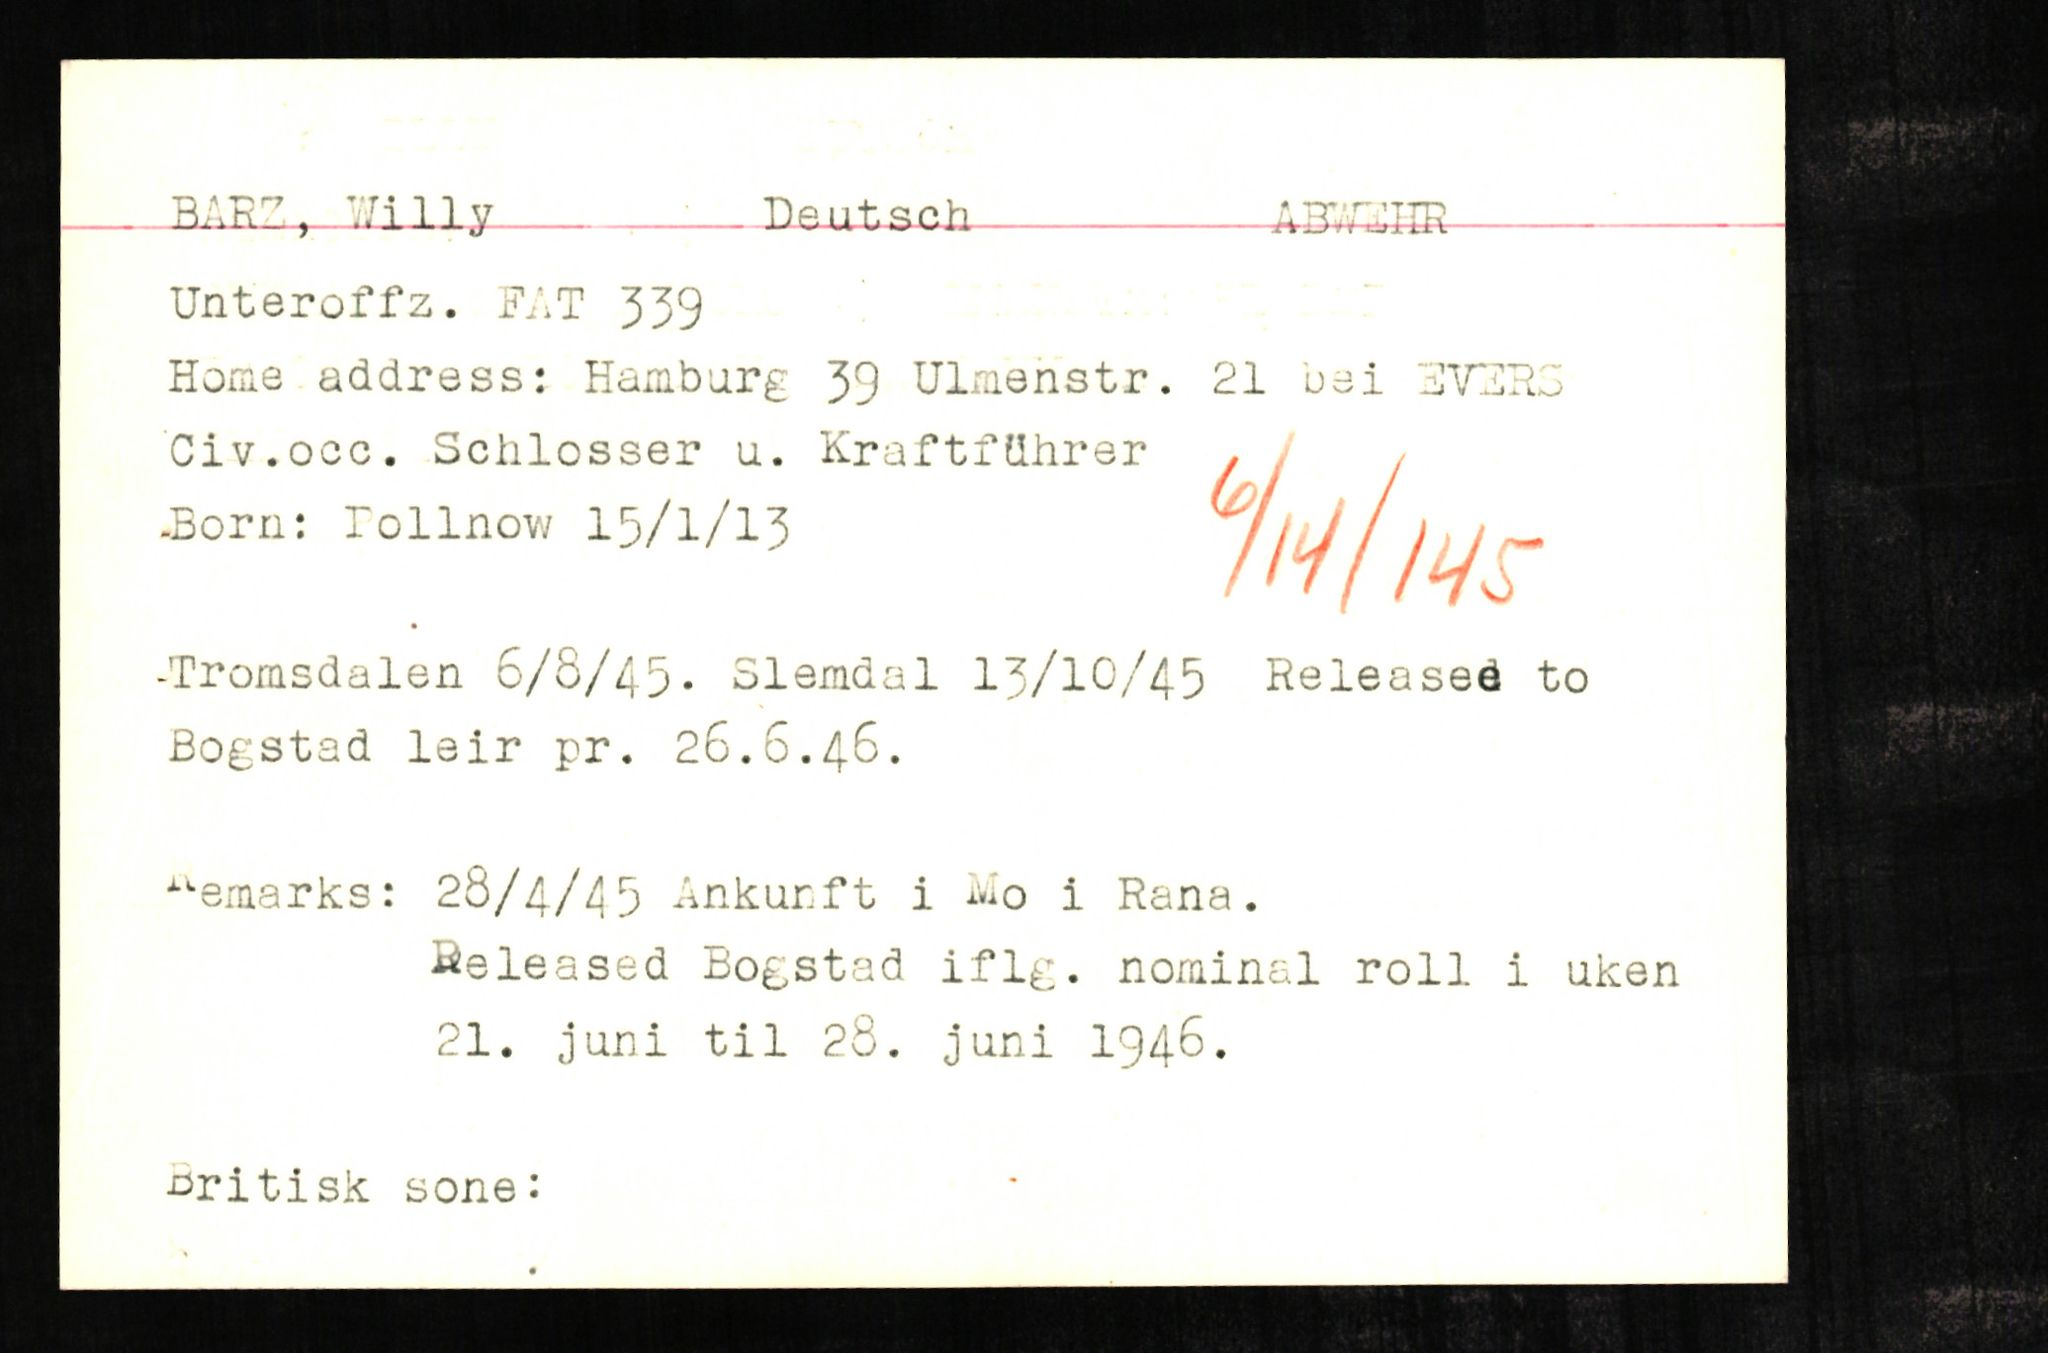 BARZ, Willy Deutsch ABWEHR
Unteroffz. FAT 339
Home address: Hamburg 39 Ulmenstr. 21 bei EVERS
Civ.occ. Schlosser u. Kraftführer
Born: Pollnow 15/1/13
6/14/145
Tromsdalen 6/8/45. Slemdal 13/10/45 Released to
Bogstad leir pr. 26.6.46.
Remarks: 28/4/45 Ankunft i Mo i Rana.
Released Bogstad iflg. nominal roll i uken
21. juni til 28. juni 1946.
Britisk sone: